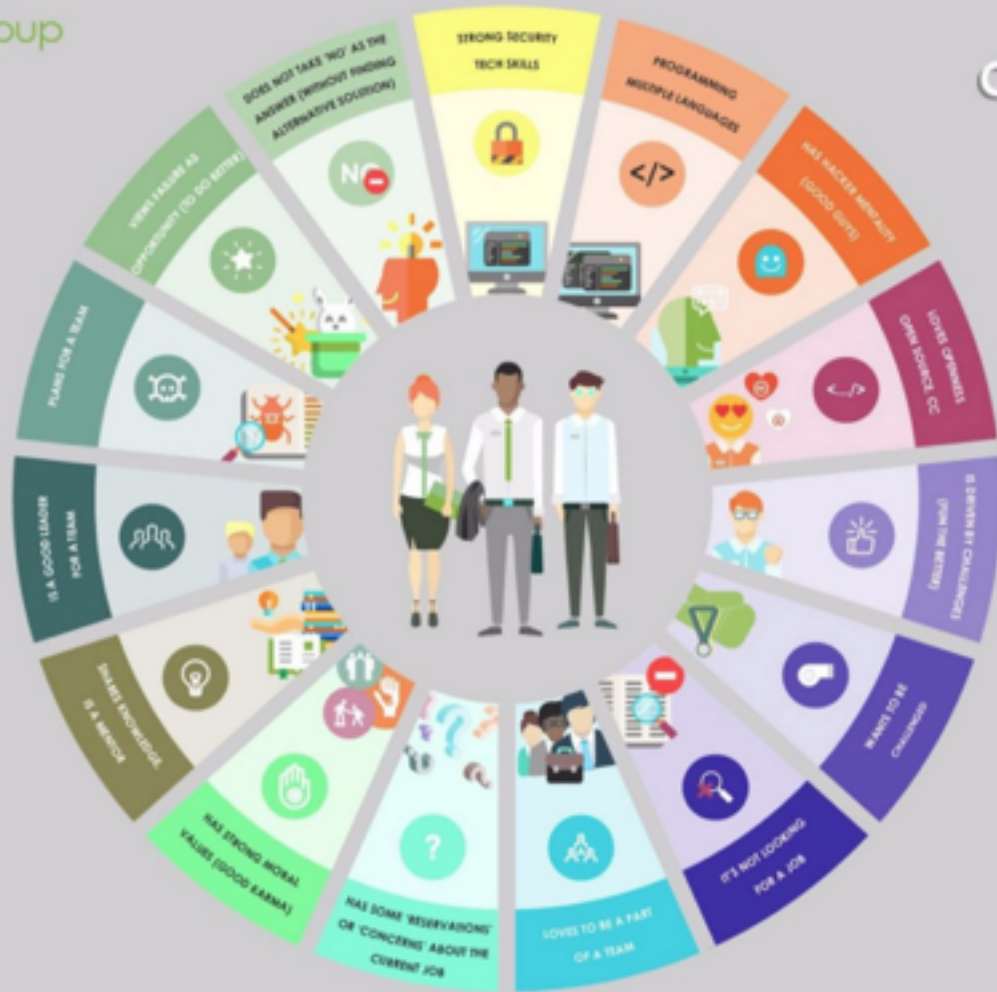 oup
STRONG SECURITY
TECH SKILLS
</>
PROGRAMMING
MULTIPLE LANGUAGES
HAS HACKER MENTALITY
(GOOD GUYS)
LOVES OPENNESS
OPEN SOURCE CC
IS DRIVEN BY CHALLENGES
(FUN THE BETTER)
WANTS TO BE
CHALLENGED
IT'S NOT LOOKING
FOR A JOB
LOVES TO BE A PART
OF A TEAM
?
HAS SOME 'RESERVATIONS'
OR 'CONCERNS' ABOUT THE
CURRENT JOB
HAS STRONG MORAL
VALUES (GOOD KARMA)
SHARES KNOWLEDGE,
IS A MENTOR
IS A GOOD LEADER
FOR A TEAM
PLANS FOR A TEAM
VIEWS FAILURE AS
OPPORTUNITY (TO DO BETTER)
DOES NOT TAKE 'NO' AS THE
ANSWER (WITHOUT FINDING
ALTERNATIVE SOLUTION)
NO